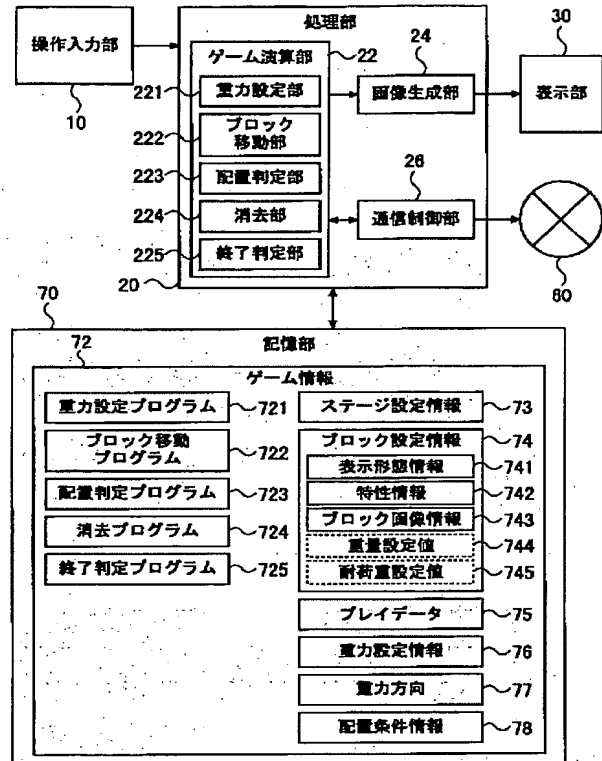 処理部
操作入力部
10
ゲーム演算部
22
24
30
221
重力設定部
画像生成部
表示部
222
ブロック
移動部
223
配置判定部
26
224
消去部
通信制御部
225
終了判定部
20
60
70
記憶部
72
ゲーム情報
重力設定プログラム
721
ステージ設定情報
73
ブロック移動
プログラム
722
ブロック設定情報
74
表示形態情報
741
配置判定プログラム
723
特性情報
742
消去プログラム
724
ブロック画像情報
743
重量設定値
744
終了判定プログラム
725
耐荷重設定値
745
プレイデータ
75
重力設定情報
76
重力方向
77
配置条件情報
78